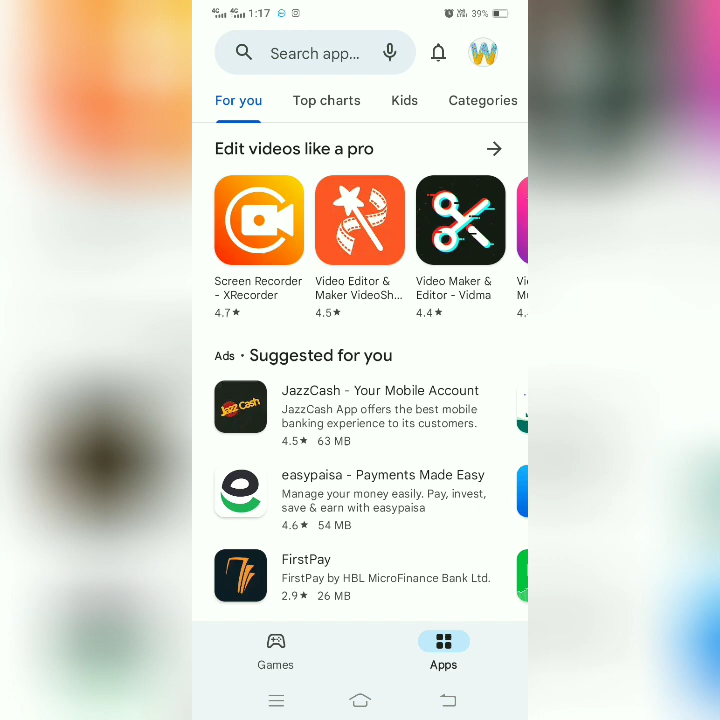 4G 4G 1:17 39%
Search app...
W
For you Top charts Kids Categories
Edit videos like a pro
Screen Recorder
- XRecorder
4.7★
Video Editor &
Maker VideoSh...
4.5★
Video Maker &
Editor - Vidma
4.4★
Ads • Suggested for you
Jazz Cash
JazzCash - Your Mobile Account
JazzCash App offers the best mobile
banking experience to its customers.
4.5★ 63 MB
easypaisa - Payments Made Easy
Manage your money easily. Pay, invest,
save & earn with easypaisa
4.6★ 54 MB
FirstPay
FirstPay by HBL MicroFinance Bank Ltd.
2.9★ 26 MB
Games Apps